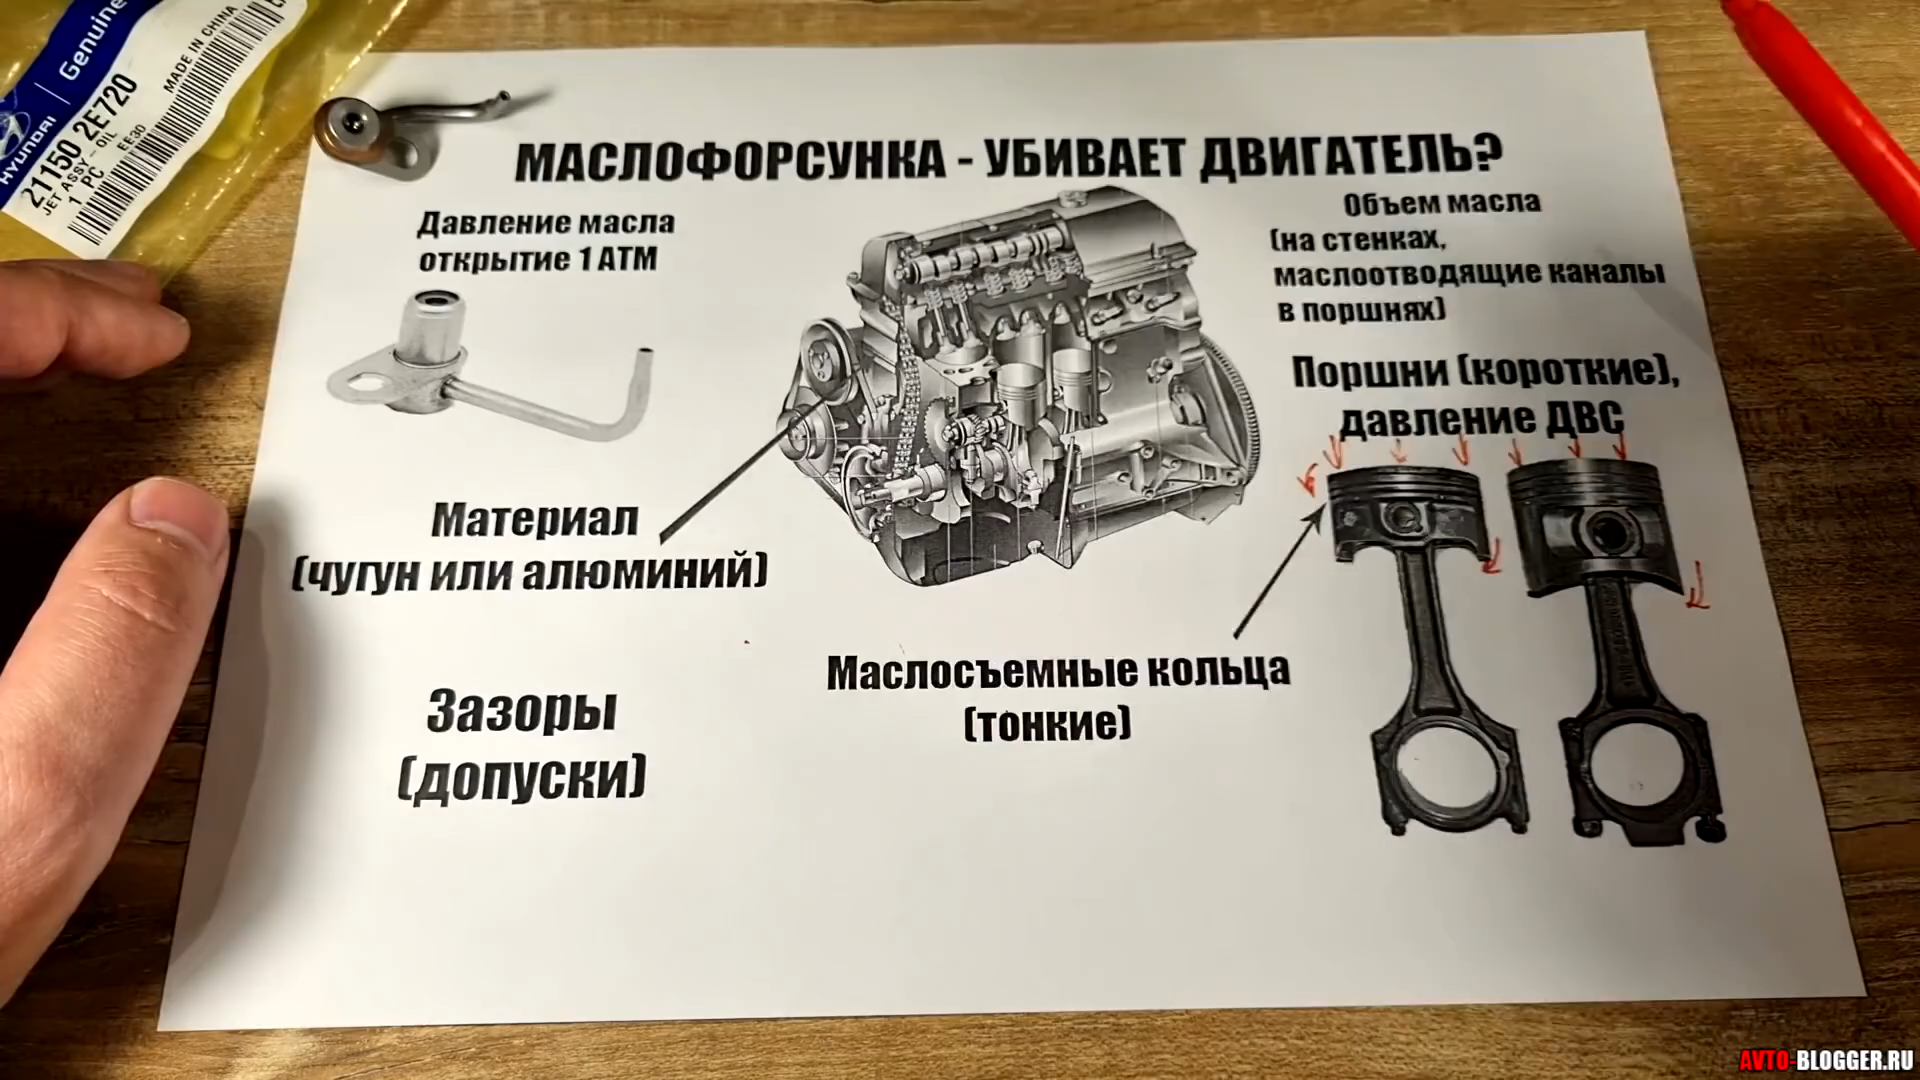 HYUNDAI | Genuine
21150 2E720
JET ASSY-OIL
1 PC EE30
MADE IN CHINA
МАСЛОФОРСУНКА - УБИВАЕТ ДВИГАТЕЛЬ?
Давление масла
открытие 1 АТМ
Объем масла
(на стенках,
маслоотводящие каналы
в поршнях)
Поршни (короткие),
давление ДВС
Материал
(чугун или алюминий)
Маслосъемные кольца
(тонкие)
Зазоры
(допуски)
AVTO-BLOGGER.RU